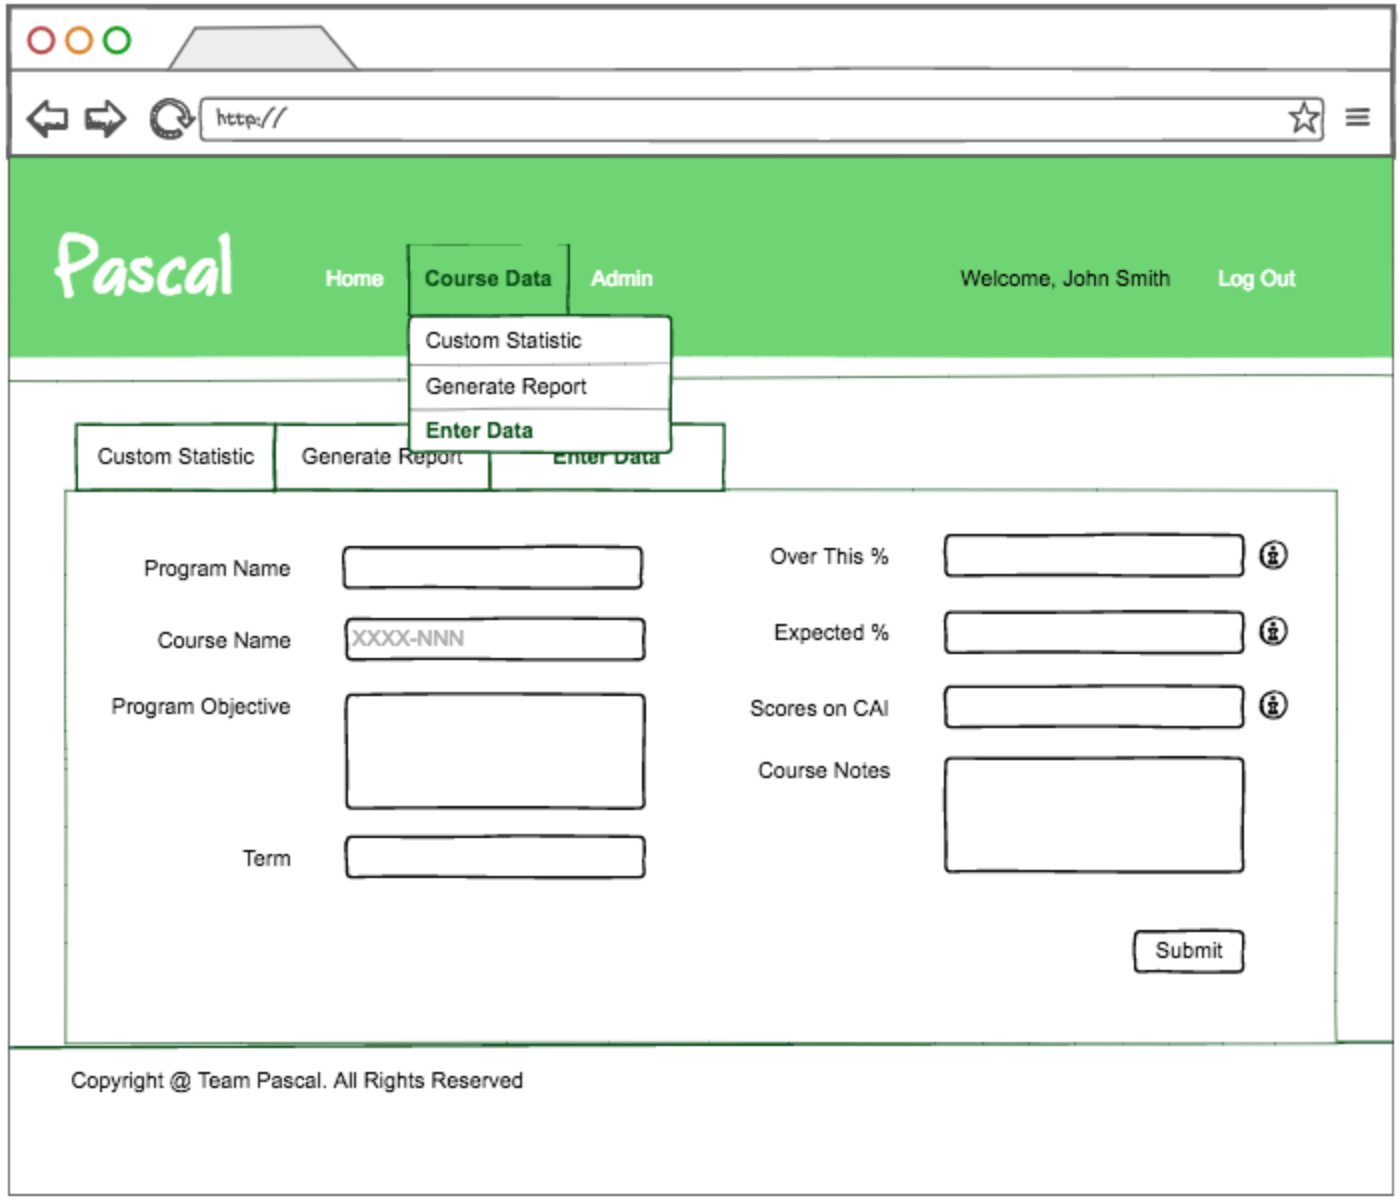 http://
Pascal
Home Course Data Admin Welcome, John Smith Log Out
Custom Statistic
Generate Report
Enter Data
Custom Statistic Generate Report Enter Data
Program Name
Course Name XXXX-NNN
Program Objective
Term
Over This %
Expected %
Scores on CAI
Course Notes
Submit
Copyright @ Team Pascal. All Rights Reserved